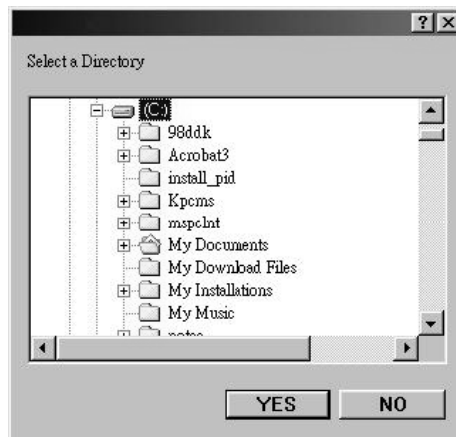 Select a Directory
(C:)
98ddk
Acrobat3
install_pid
Kpcms
mspclnt
My Documents
My Download Files
My Installations
My Music
YES
NO